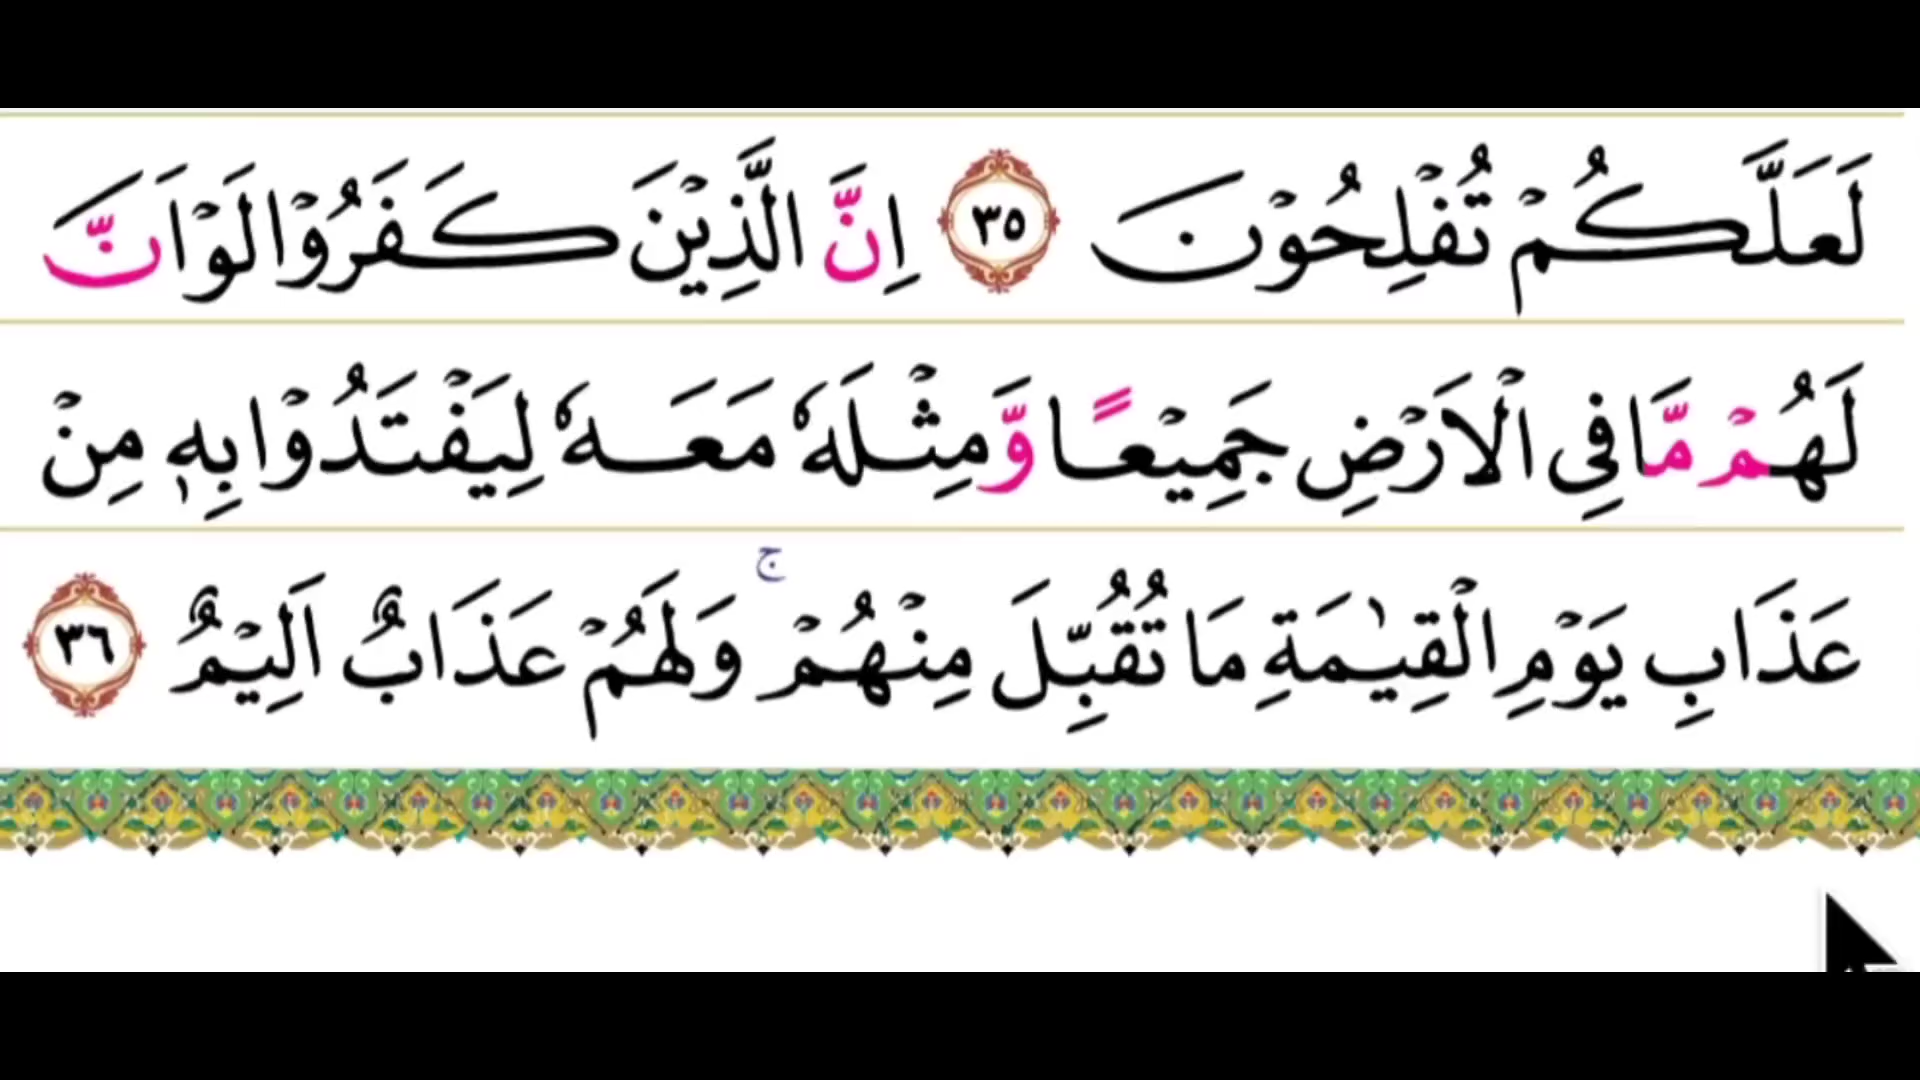 لَعَلَّكُمْ تُفْلِحُوْنَ ٣٥ اِنَّ الَّذِيْنَ كَفَرُوْا لَوْ اَنَّ
لَهُمْ مَّا فِى الْاَرْضِ جَمِيْعًا وَّمِثْلَهٗ مَعَهٗ لِيَفْتَدُوْا بِهٖ مِنْ
عَذَابِ يَوْمِ الْقِيٰمَةِ مَا تُقُبِّلَ مِنْهُمْ ۚ وَلَهُمْ عَذَابٌ اَلِيْمٌ ٣٦